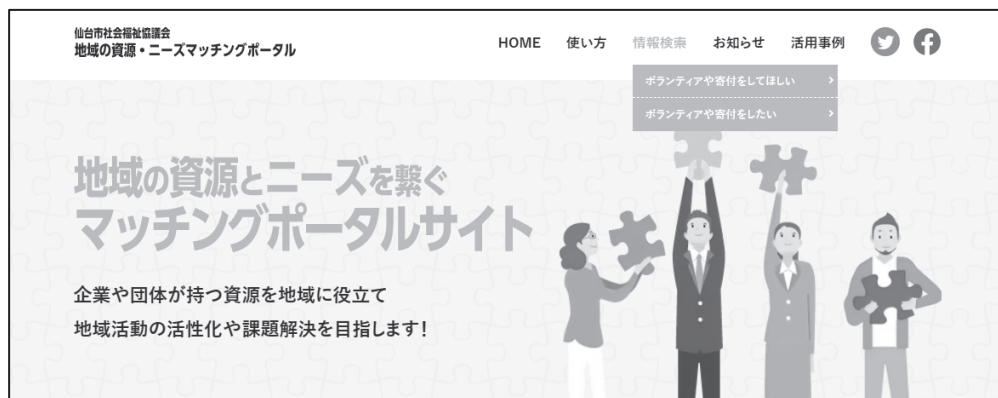 仙台市社会福祉協議会
地域の資源・ニーズマッチングポータル
HOME 使い方 情報検索 お知らせ 活用事例
ボランティアや寄付をしてほしい
ボランティアや寄付をしたい
地域の資源とニーズを繋ぐ
マッチングポータルサイト
企業や団体が持つ資源を地域に役立て
地域活動の活性化や課題解決を目指します!